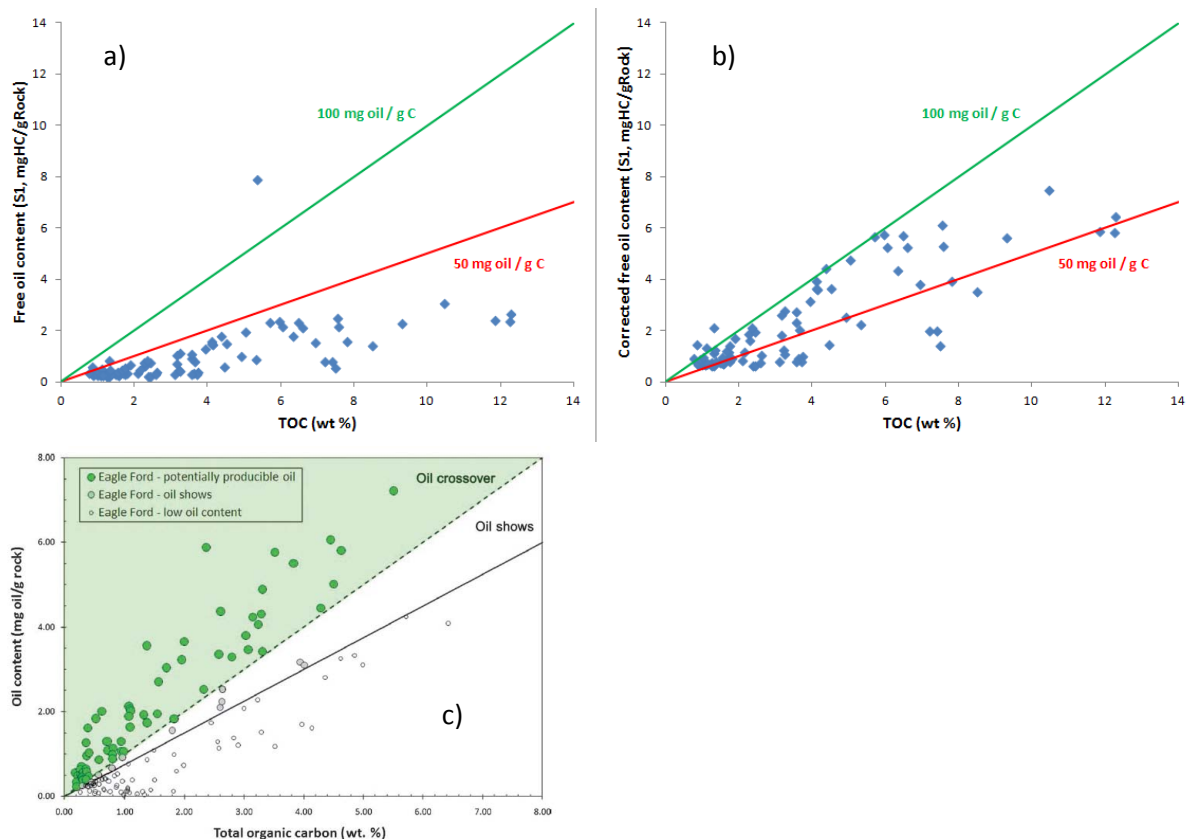 a)
Free oil content (S1, mgHC/gRock)
14
12
10
8
6
4
2
0
100 mg oil / g C
50 mg oil / g C
0 2 4 6 8 10 12 14
TOC (wt %)
b)
Corrected free oil content (S1, mgHC/gRock)
14
12
10
8
6
4
2
0
100 mg oil / g C
50 mg oil / g C
0 2 4 6 8 10 12 14
TOC (wt %)
Oil content (mg oil/g rock)
8.00
6.00
4.00
2.00
0.00
Eagle Ford - potentially producible oil
Eagle Ford - oil shows
Eagle Ford - low oil content
Oil crossover
Oil shows
c)
0.00 1.00 2.00 3.00 4.00 5.00 6.00 7.00 8.00
Total organic carbon (wt. %)